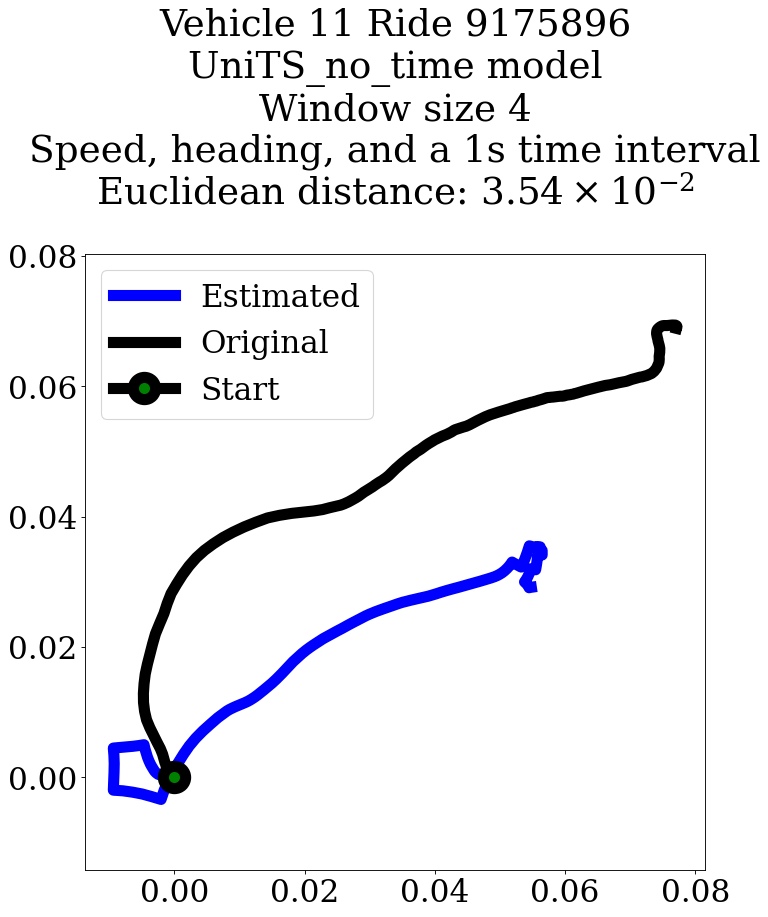 Vehicle 11 Ride 9175896
UniTS_no_time model
Window size 4
Speed, heading, and a 1s time interval
Euclidean distance: 3.54 × 10⁻²
0.08
Estimated
Original
Start
0.06
0.04
0.02
0.00
0.00 0.02 0.04 0.06 0.08